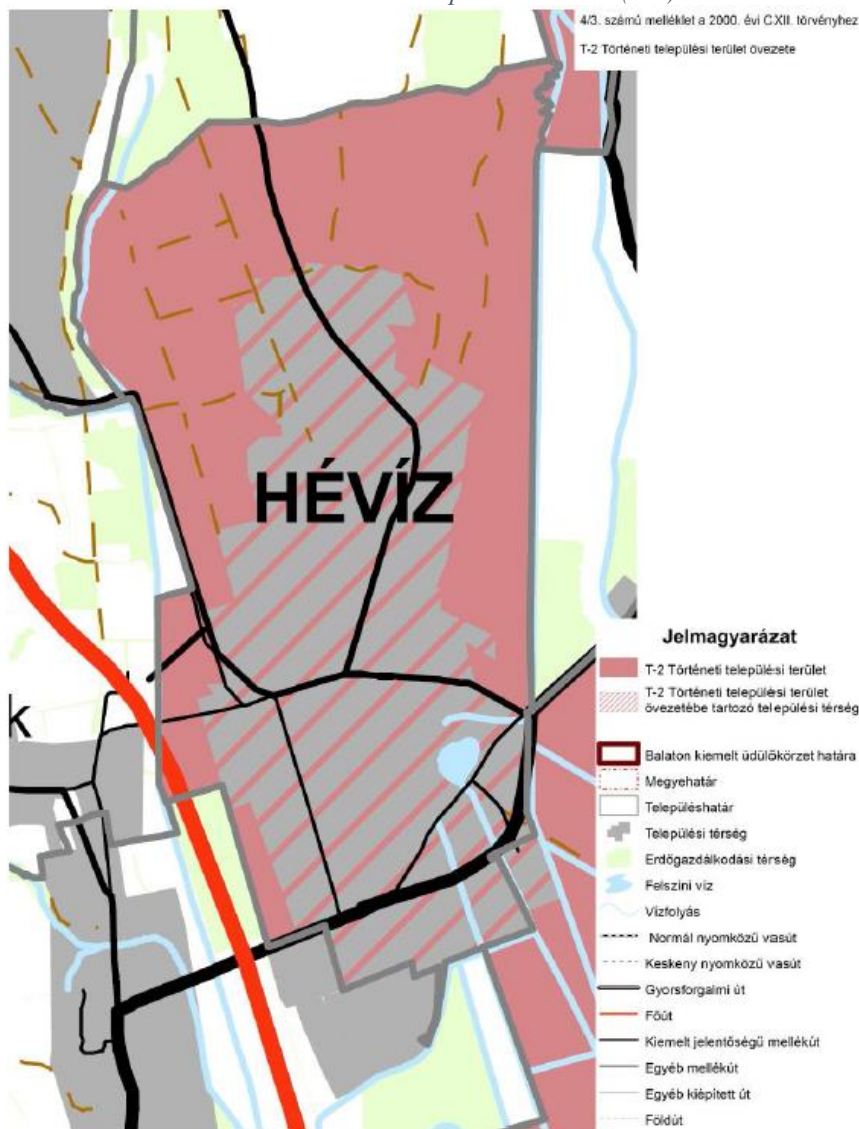 4/3. számú melléklet a 2000. évi CXII. törvényhez
T-2 Történeti települési terület övezete
HÉVÍZ
k
Jelmagyarázat
T-2 Történeti települési terület
T-2 Történeti települési terület
övezetébe tartozó települési térség
Balaton kiemelt üdülőkörzet határa
Megyehatár
Településhatár
Települési térség
Erdőgazdálkodási térség
Felszíni víz
Vízfolyás
Normál nyomközű vasút
Keskeny nyomközű vasút
Gyorsforgalmi út
Főút
Kiemelt jelentőségű mellékút
Egyéb mellékút
Egyéb kiépített út
Földút